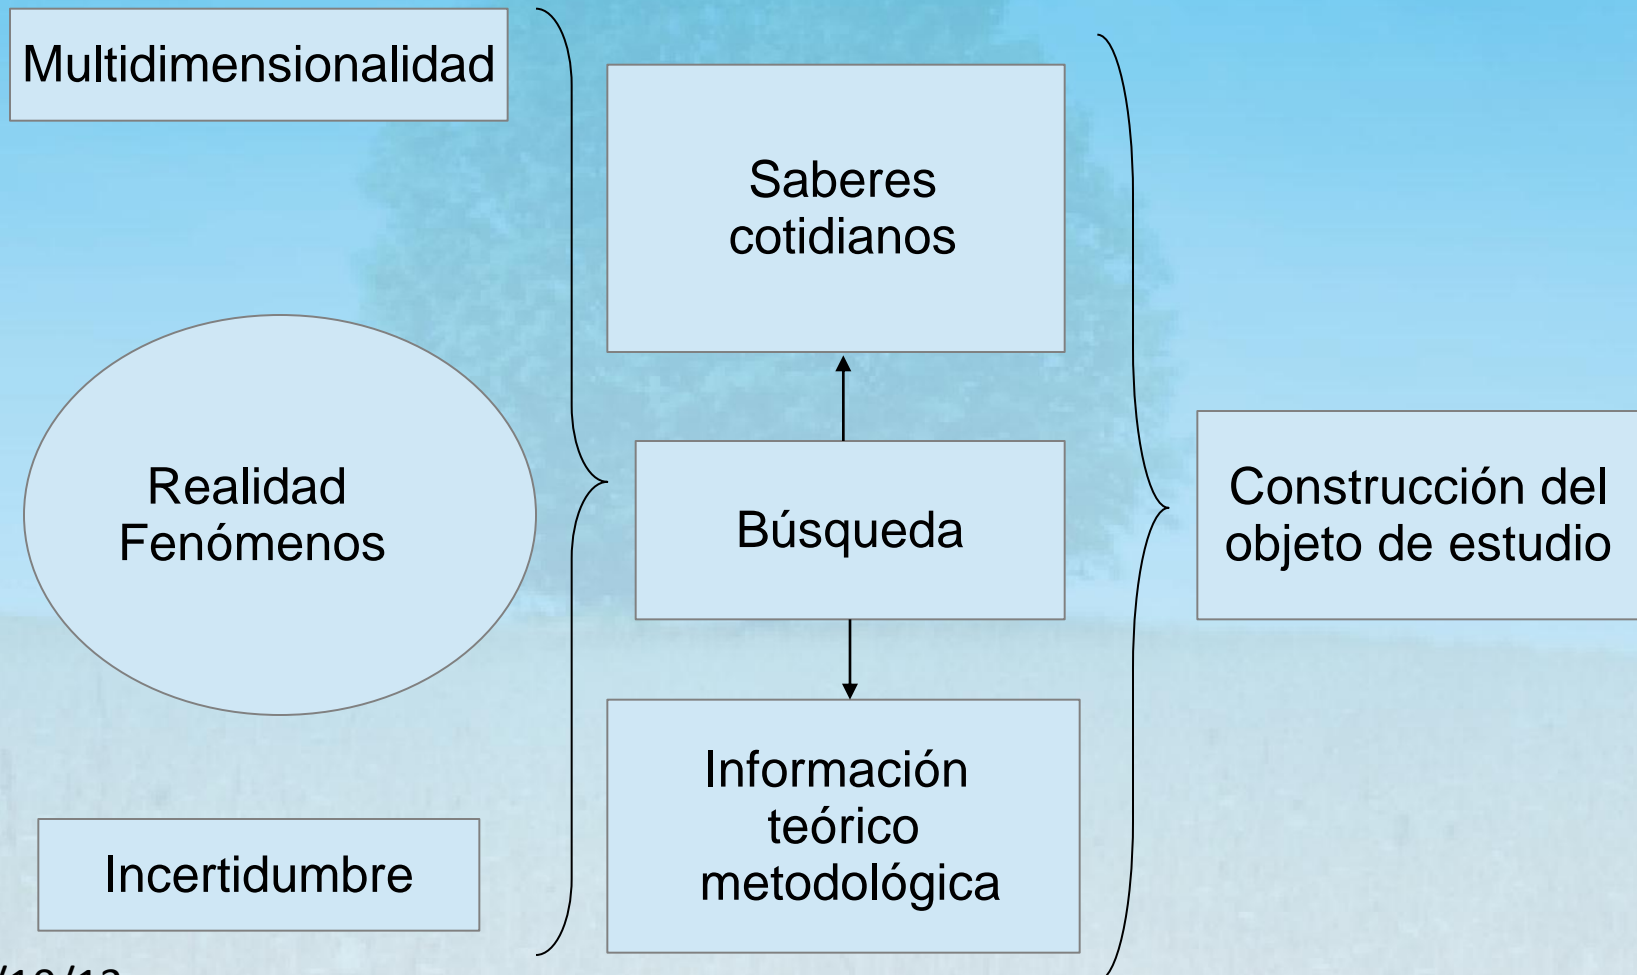 Multidimensionalidad
Realidad
Fenómenos
Incertidumbre
Saberes
cotidianos
Búsqueda
Información
teórico
metodológica
Construcción del
objeto de estudio